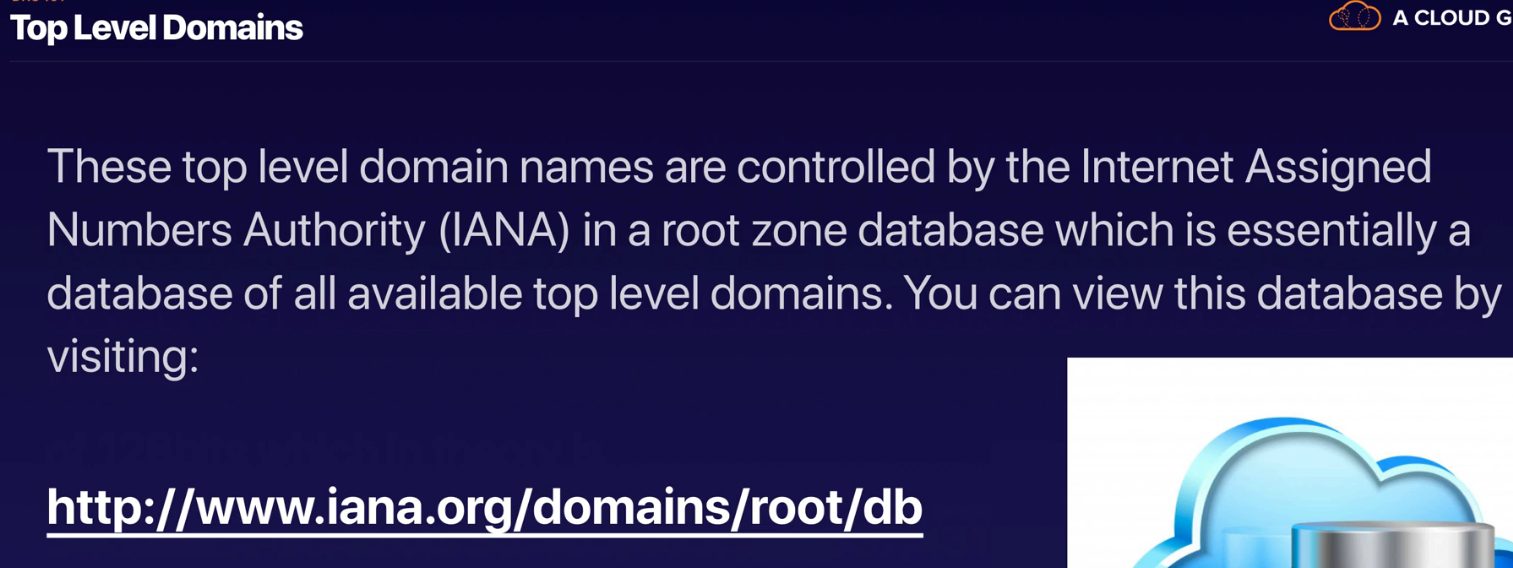 Top Level Domains
A CLOUD G
These top level domain names are controlled by the Internet Assigned
Numbers Authority (IANA) in a root zone database which is essentially a
database of all available top level domains. You can view this database by
visiting:
http://www.iana.org/domains/root/db